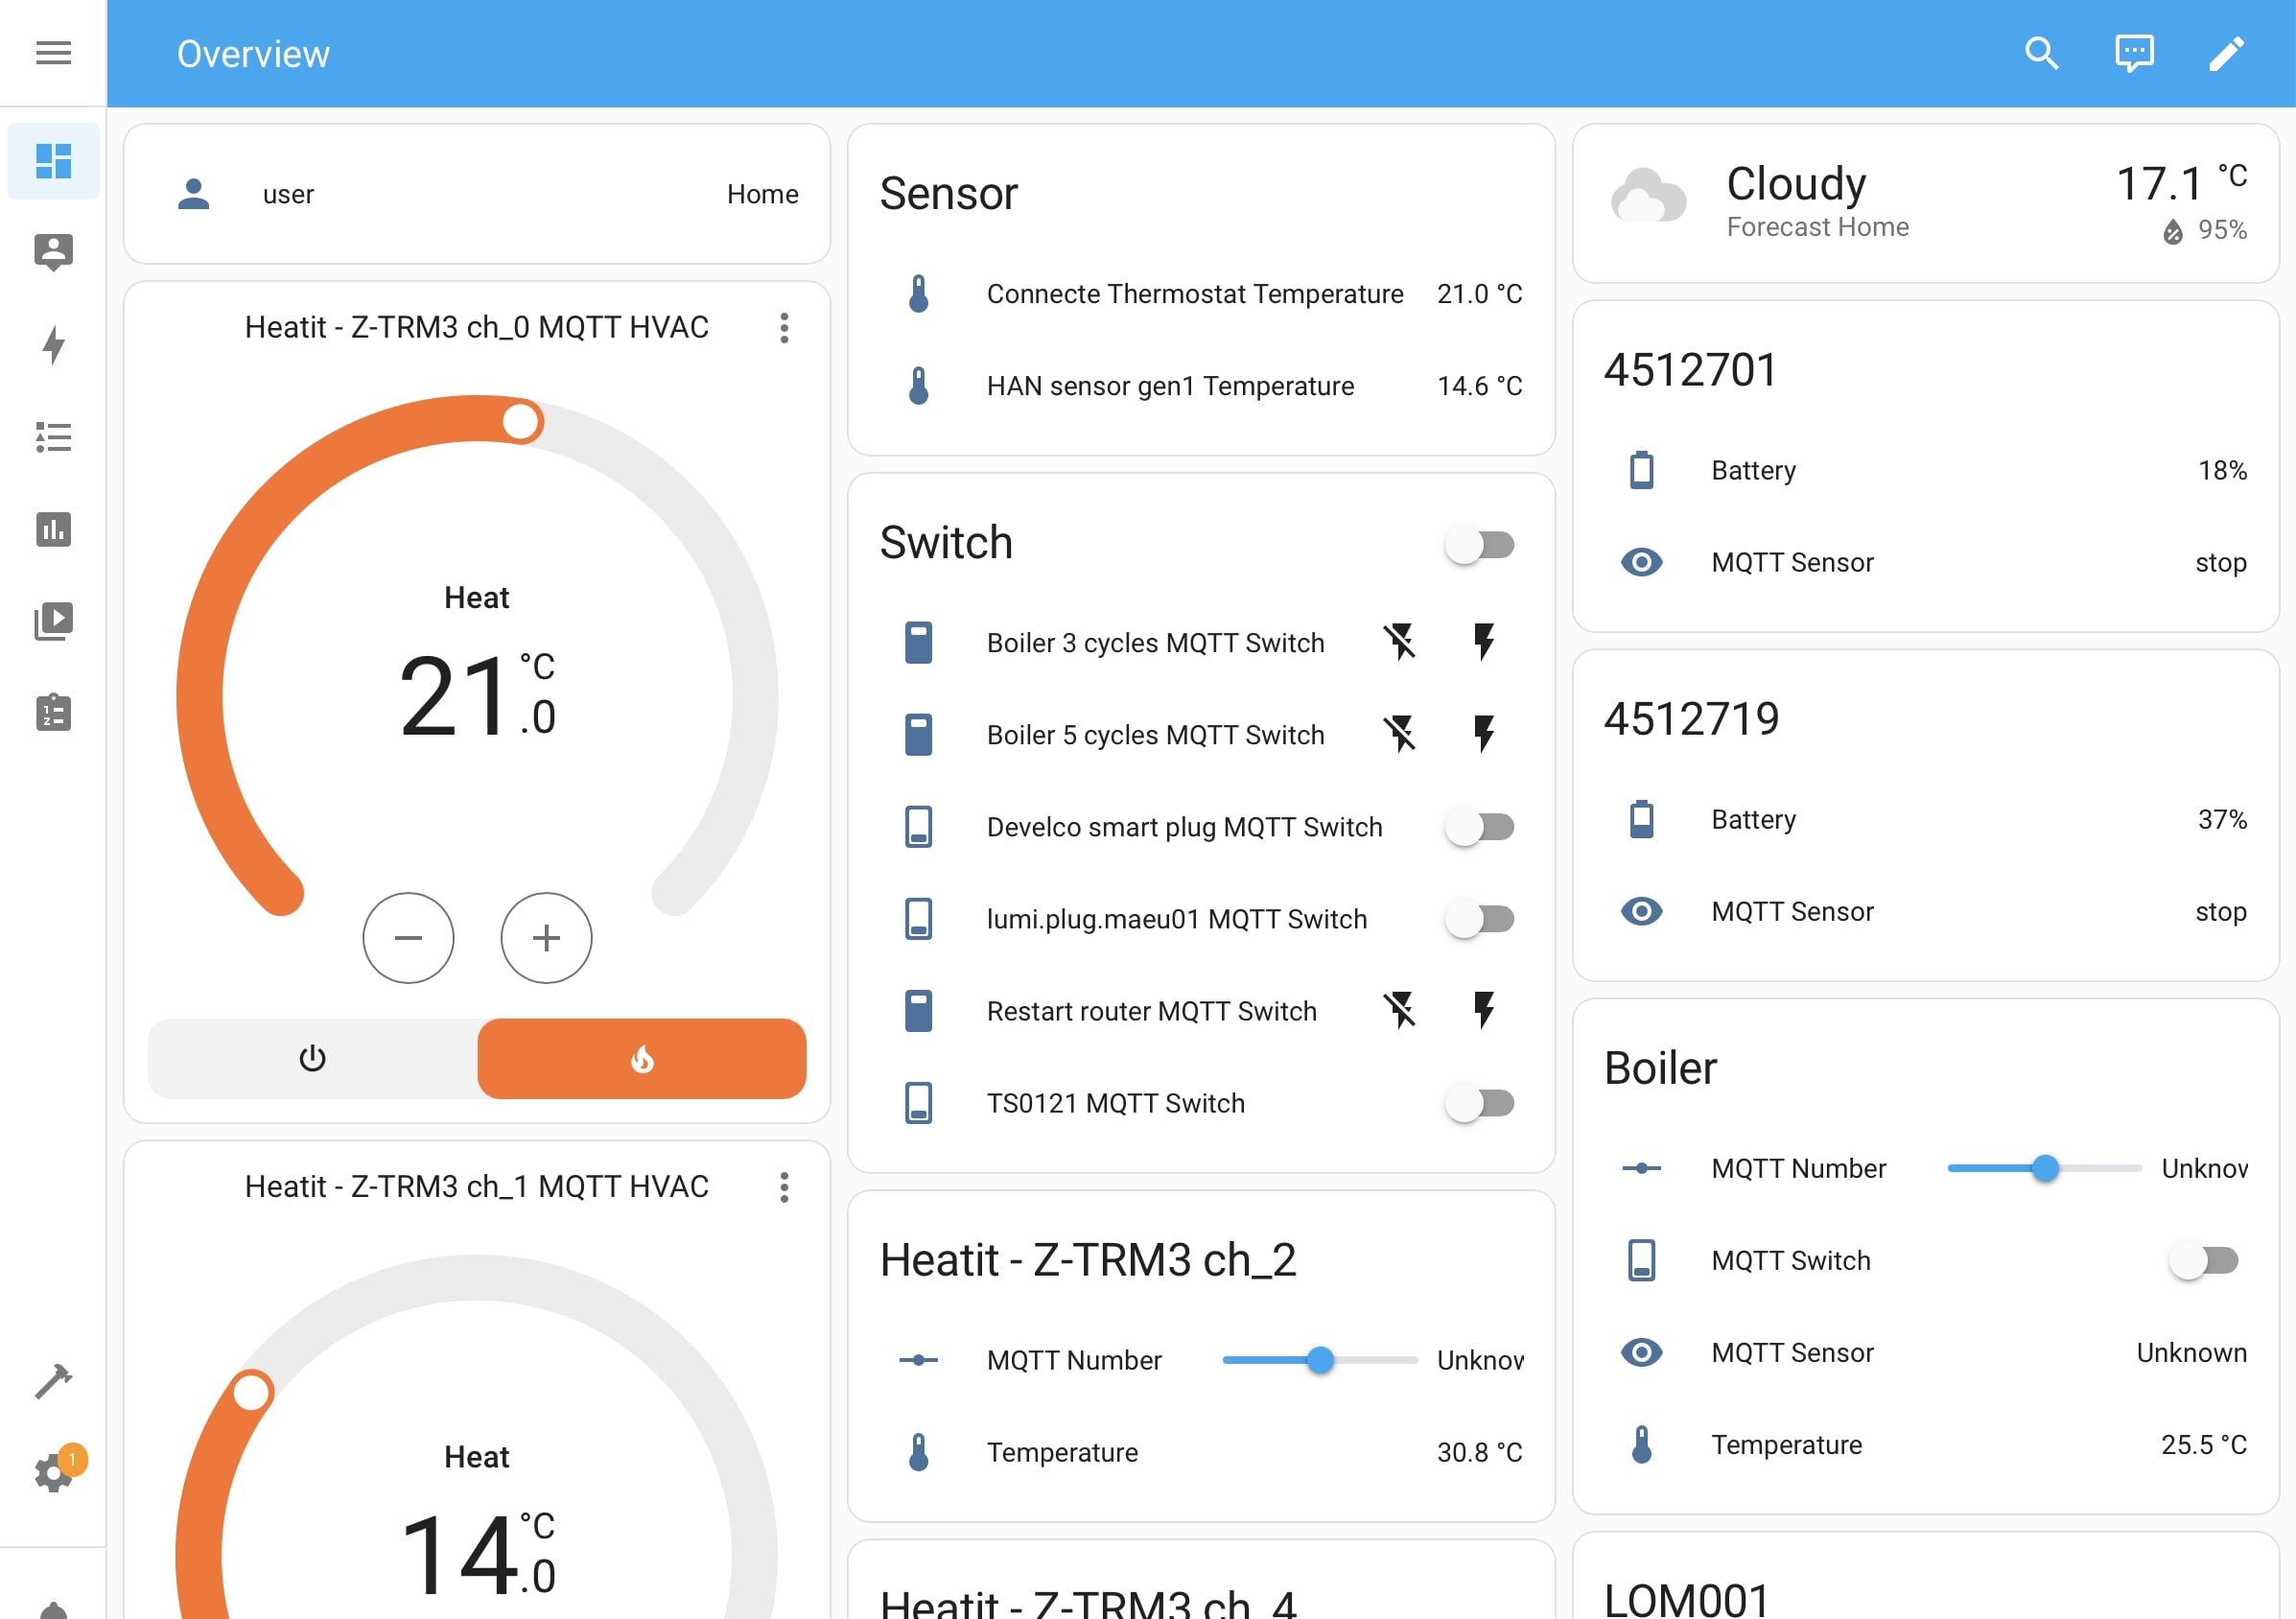 Overview
user Home
Heatit - Z-TRM3 ch_0 MQTT HVAC
Heat
21.0 °C
Heatit - Z-TRM3 ch_1 MQTT HVAC
Heat
14.0 °C
1
Sensor
Connecte Thermostat Temperature 21.0 °C
HAN sensor gen1 Temperature 14.6 °C
Switch
Boiler 3 cycles MQTT Switch
Boiler 5 cycles MQTT Switch
Develco smart plug MQTT Switch
lumi.plug.maeu01 MQTT Switch
Restart router MQTT Switch
TS0121 MQTT Switch
Heatit - Z-TRM3 ch_2
MQTT Number Unknov
Temperature 30.8 °C
Heatit - Z-TRM3 ch_4
Cloudy 17.1 °C
Forecast Home 95%
4512701
Battery 18%
MQTT Sensor stop
4512719
Battery 37%
MQTT Sensor stop
Boiler
MQTT Number Unknov
MQTT Switch
MQTT Sensor Unknown
Temperature 25.5 °C
LOM001